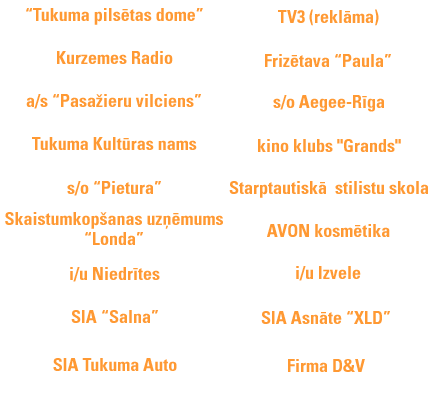 “Tukuma pilsētas dome”
TV3 (reklāma)
Kurzemes Radio
Frizētava “Paula”
a/s “Pasažieru vilciens”
s/o Aegee-Rīga
Tukuma Kultūras nams
kino klubs "Grands"
s/o “Pietura”
Starptautiskā stilistu skola
Skaistumkopšanas uzņēmums
“Londa”
AVON kosmētika
i/u Niedrītes
i/u Izvele
SIA “Salna”
SIA Asnāte “XLD”
SIA Tukuma Auto
Firma D&V